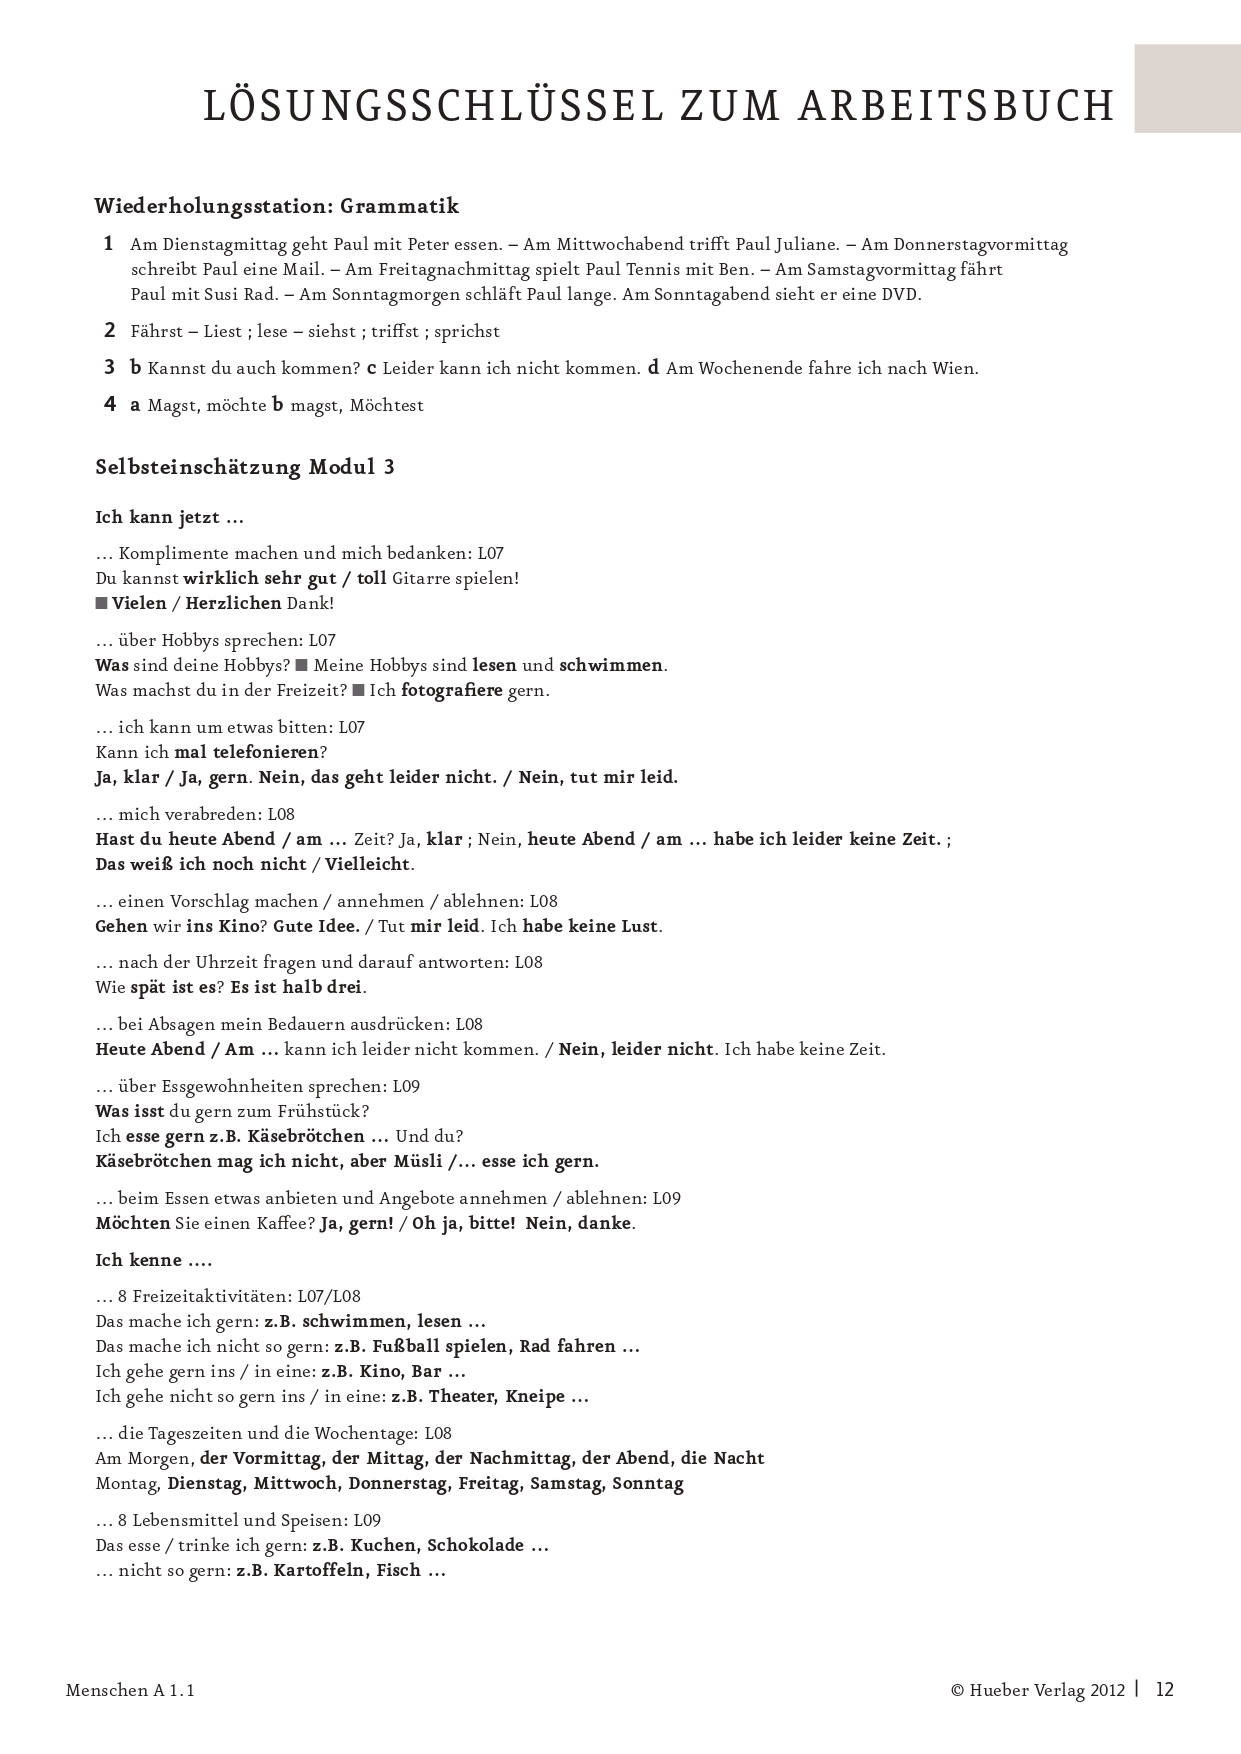 LÖSUNGSSCHLÜSSEL ZUM ARBEITSBUCH
Wiederholungsstation: Grammatik
1 Am Dienstagmittag geht Paul mit Peter essen. – Am Mittwochabend trifft Paul Juliane. – Am Donnerstagvormittag
schreibt Paul eine Mail. – Am Freitagnachmittag spielt Paul Tennis mit Ben. – Am Samstagvormittag fährt
Paul mit Susi Rad. – Am Sonntagmorgen schläft Paul lange. Am Sonntagabend sieht er eine DVD.
2 Fährst – Liest ; lese – siehst ; triffst ; sprichst
3 b Kannst du auch kommen? c Leider kann ich nicht kommen. d Am Wochenende fahre ich nach Wien.
4 a Magst, möchte b magst, Möchtest
Selbsteinschätzung Modul 3
Ich kann jetzt ...
... Komplimente machen und mich bedanken: L07
Du kannst wirklich sehr gut / toll Gitarre spielen!
■ Vielen / Herzlichen Dank!
... über Hobbys sprechen: L07
Was sind deine Hobbys? ■ Meine Hobbys sind lesen und schwimmen.
Was machst du in der Freizeit? ■ Ich fotografiere gern.
... ich kann um etwas bitten: L07
Kann ich mal telefonieren?
Ja, klar / Ja, gern. Nein, das geht leider nicht. / Nein, tut mir leid.
... mich verabreden: L08
Hast du heute Abend / am ... Zeit? Ja, klar ; Nein, heute Abend / am ... habe ich leider keine Zeit. ;
Das weiß ich noch nicht / Vielleicht.
... einen Vorschlag machen / annehmen / ablehnen: L08
Gehen wir ins Kino? Gute Idee. / Tut mir leid. Ich habe keine Lust.
... nach der Uhrzeit fragen und darauf antworten: L08
Wie spät ist es? Es ist halb drei.
... bei Absagen mein Bedauern ausdrücken: L08
Heute Abend / Am ... kann ich leider nicht kommen. / Nein, leider nicht. Ich habe keine Zeit.
... über Essgewohnheiten sprechen: L09
Was isst du gern zum Frühstück?
Ich esse gern z.B. Käsebrötchen ... Und du?
Käsebrötchen mag ich nicht, aber Müsli /... esse ich gern.
... beim Essen etwas anbieten und Angebote annehmen / ablehnen: L09
Möchten Sie einen Kaffee? Ja, gern! / Oh ja, bitte! Nein, danke.
Ich kenne ....
... 8 Freizeitaktivitäten: L07/L08
Das mache ich gern: z.B. schwimmen, lesen ...
Das mache ich nicht so gern: z.B. Fußball spielen, Rad fahren ...
Ich gehe gern ins / in eine: z.B. Kino, Bar ...
Ich gehe nicht so gern ins / in eine: z.B. Theater, Kneipe ...
... die Tageszeiten und die Wochentage: L08
Am Morgen, der Vormittag, der Mittag, der Nachmittag, der Abend, die Nacht
Montag, Dienstag, Mittwoch, Donnerstag, Freitag, Samstag, Sonntag
... 8 Lebensmittel und Speisen: L09
Das esse / trinke ich gern: z.B. Kuchen, Schokolade ...
... nicht so gern: z.B. Kartoffeln, Fisch ...
Menschen A 1.1
© Hueber Verlag 2012 | 12